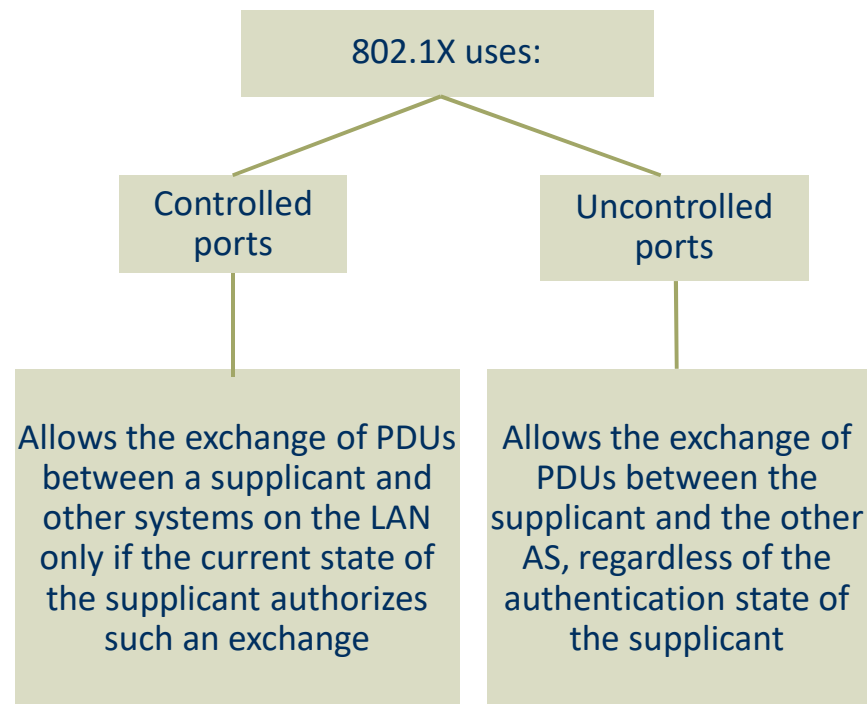 802.1X uses:
Controlled
ports
Uncontrolled
ports
Allows the exchange of PDUs
between a supplicant and
other systems on the LAN
only if the current state of
the supplicant authorizes
such an exchange
Allows the exchange of
PDUs between the
supplicant and the other
AS, regardless of the
authentication state of
the supplicant